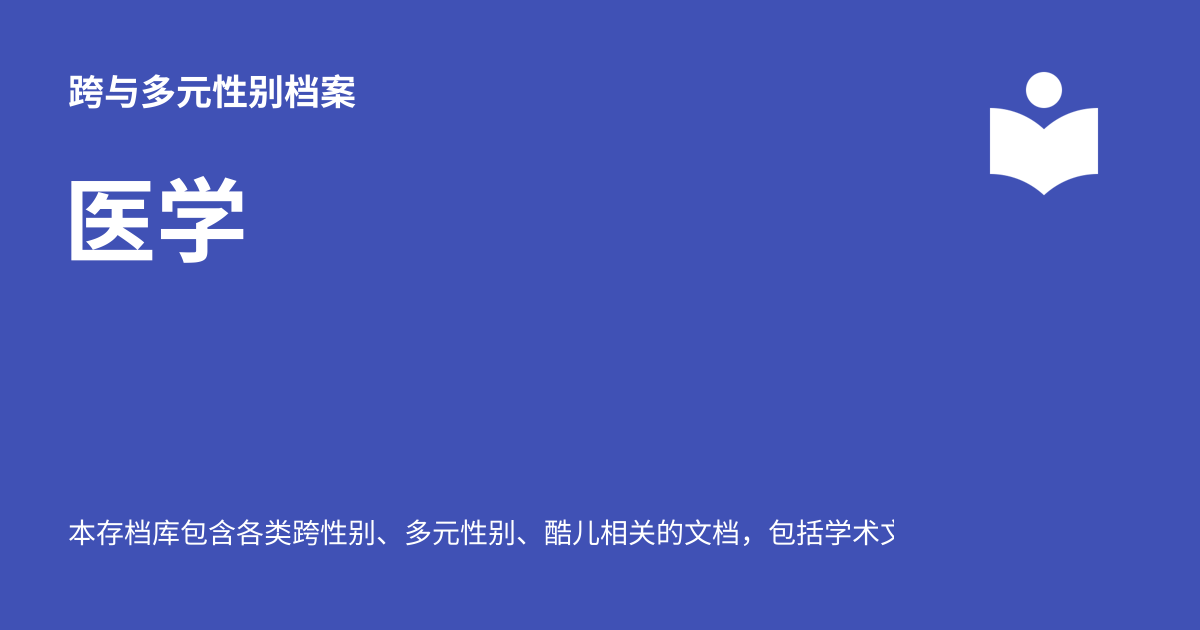 跨与多元性别档案
医学
本存档库包含各类跨性别、多元性别、酷儿相关的文档，包括学术